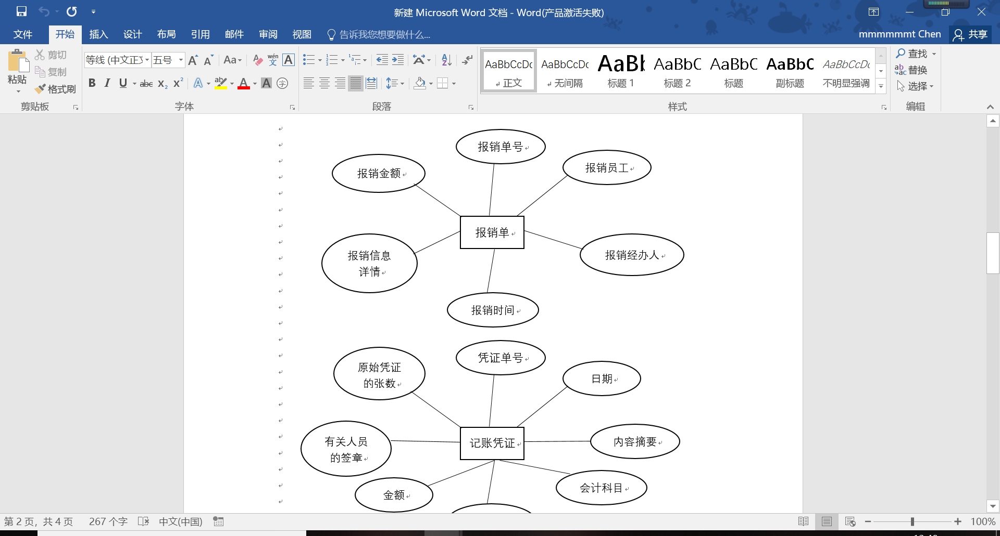 新建 Microsoft Word 文档 - Word(产品激活失败)
文件 开始 插入 设计 布局 引用 邮件 审阅 视图 告诉我您想要做什么... mmmmmmt Chen 共享
粘贴 剪切 复制 格式刷
剪贴板
等线 (中文正文 五号
字体
段落
AaBbCcDc AaBbCcDc AaBb AaBbC AaBbC AaBbC AaBbCcDc
正文 无间隔 标题 1 标题 2 标题 副标题 不明显强调
样式
查找
替换
选择
编辑
报销单号
报销员工
报销金额
报销单
报销信息
详情
报销经办人
报销时间
凭证单号
原始凭证
的张数
日期
有关人员
的签章
记账凭证
内容摘要
会计科目
金额
第 2 页，共 4 页 267 个字 中文(中国) 100%